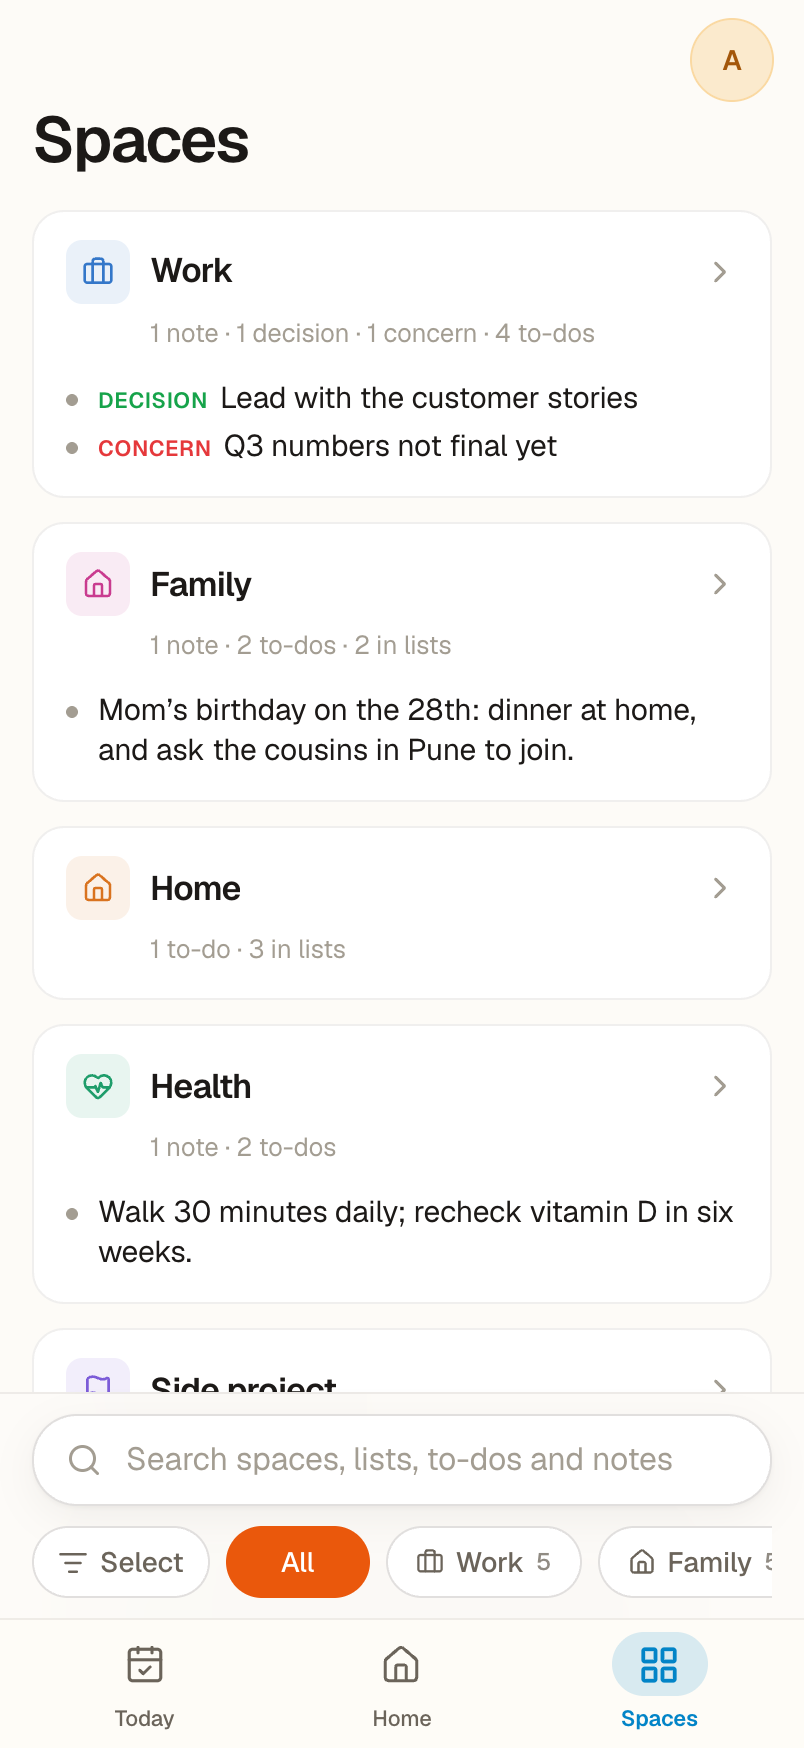 A
Spaces
Work
1 note · 1 decision · 1 concern · 4 to-dos
DECISION Lead with the customer stories
CONCERN Q3 numbers not final yet
Family
1 note · 2 to-dos · 2 in lists
Mom’s birthday on the 28th: dinner at home,
and ask the cousins in Pune to join.
Home
1 to-do · 3 in lists
Health
1 note · 2 to-dos
Walk 30 minutes daily; recheck vitamin D in six
weeks.
Side project
Search spaces, lists, to-dos and notes
Select All Work 5 Family
Today Home Spaces